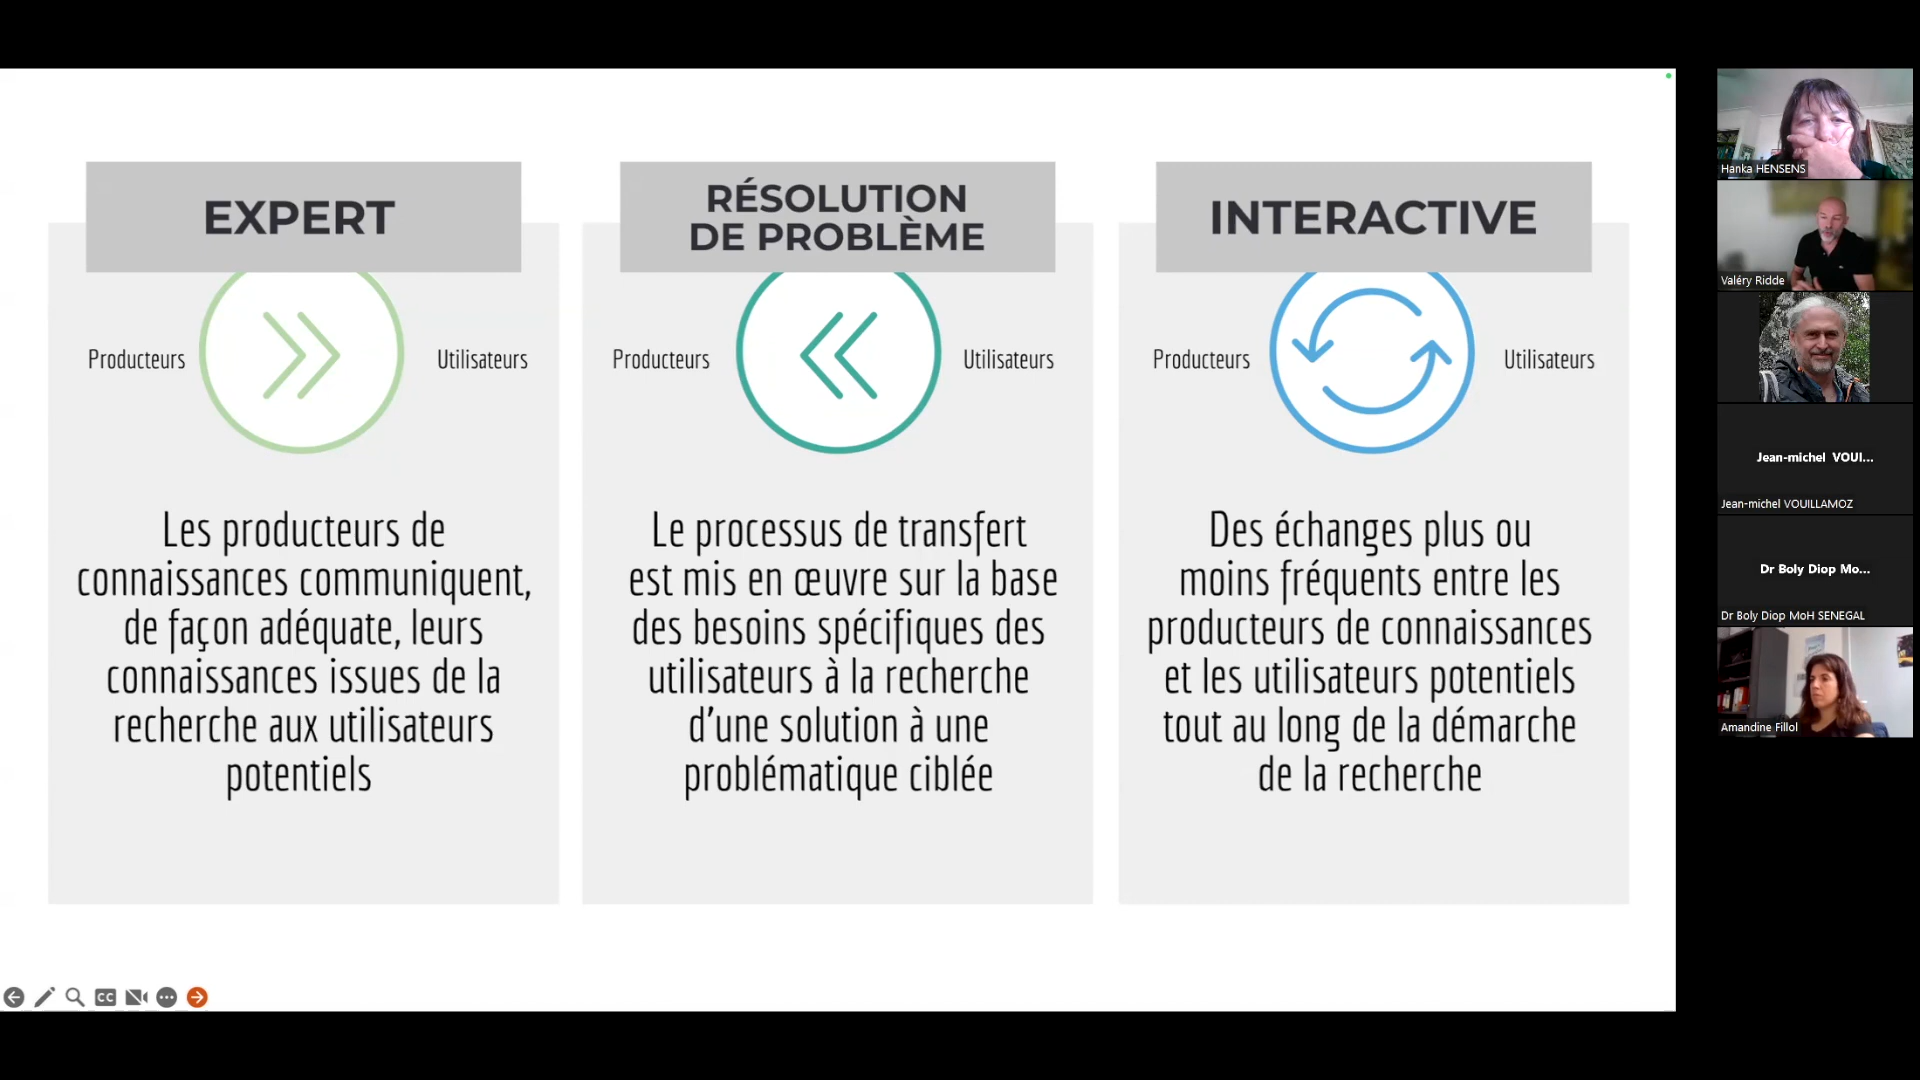 EXPERT
Producteurs
Utilisateurs
Les producteurs de
connaissances communiquent,
de façon adéquate, leurs
connaissances issues de la
recherche aux utilisateurs
potentiels
RÉSOLUTION
DE PROBLÈME
Producteurs
Utilisateurs
Le processus de transfert
est mis en œuvre sur la base
des besoins spécifiques des
utilisateurs à la recherche
d’une solution à une
problématique ciblée
INTERACTIVE
Producteurs
Utilisateurs
Des échanges plus ou
moins fréquents entre les
producteurs de connaissances
et les utilisateurs potentiels
tout au long de la démarche
de la recherche
CC
Hanka HENSENS
Valéry Ridde
Jean-michel VOUI...
Jean-michel VOUILLAMOZ
Dr Boly Diop Mo...
Dr Boly Diop MoH SENEGAL
Amandine Fillol